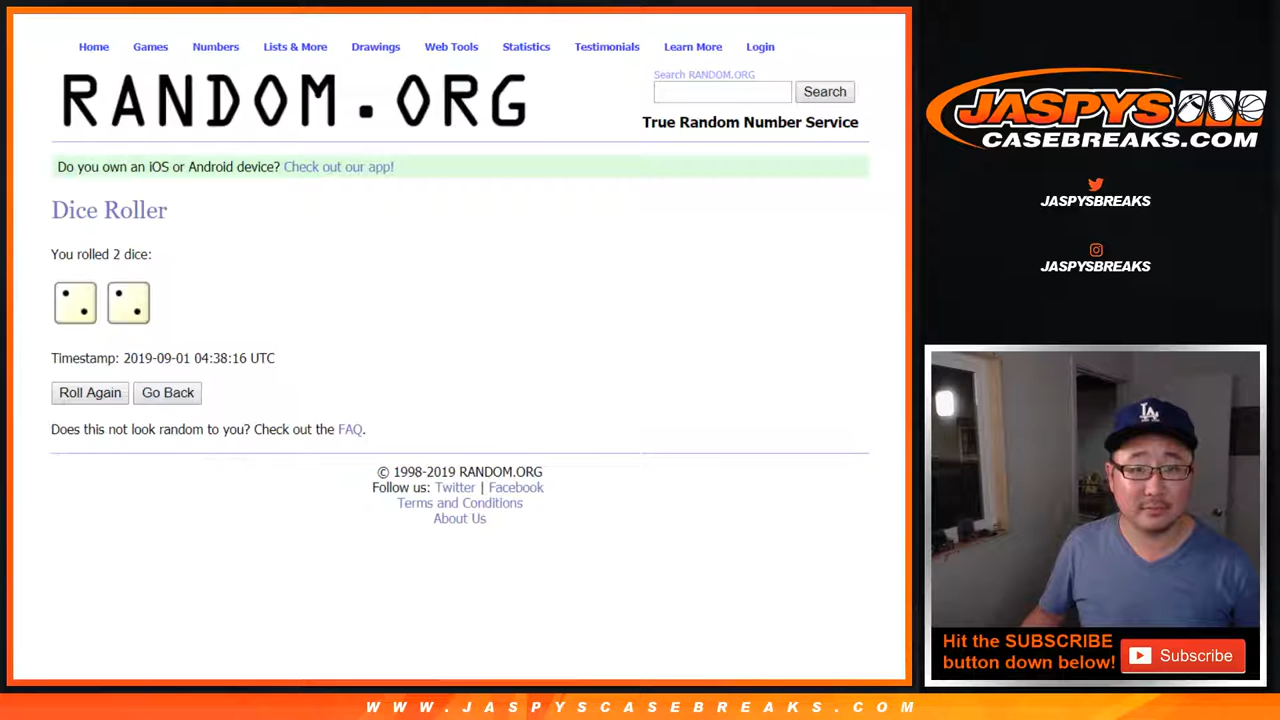 Home Games Numbers Lists & More Drawings Web Tools Statistics Testimonials Learn More Login
RANDOM.ORG
Search RANDOM.ORG
Search
True Random Number Service
Do you own an iOS or Android device? Check out our app!
Dice Roller
You rolled 2 dice:
Timestamp: 2019-09-01 04:38:16 UTC
Roll Again Go Back
Does this not look random to you? Check out the FAQ.
© 1998-2019 RANDOM.ORG
Follow us: Twitter | Facebook
Terms and Conditions
About Us
JASPYS
CASEBREAKS.COM
JASPYSBREAKS
JASPYSBREAKS
LA
Hit the SUBSCRIBE
button down below!
Subscribe
WWW.JASPYSCASEBREAKS.COM